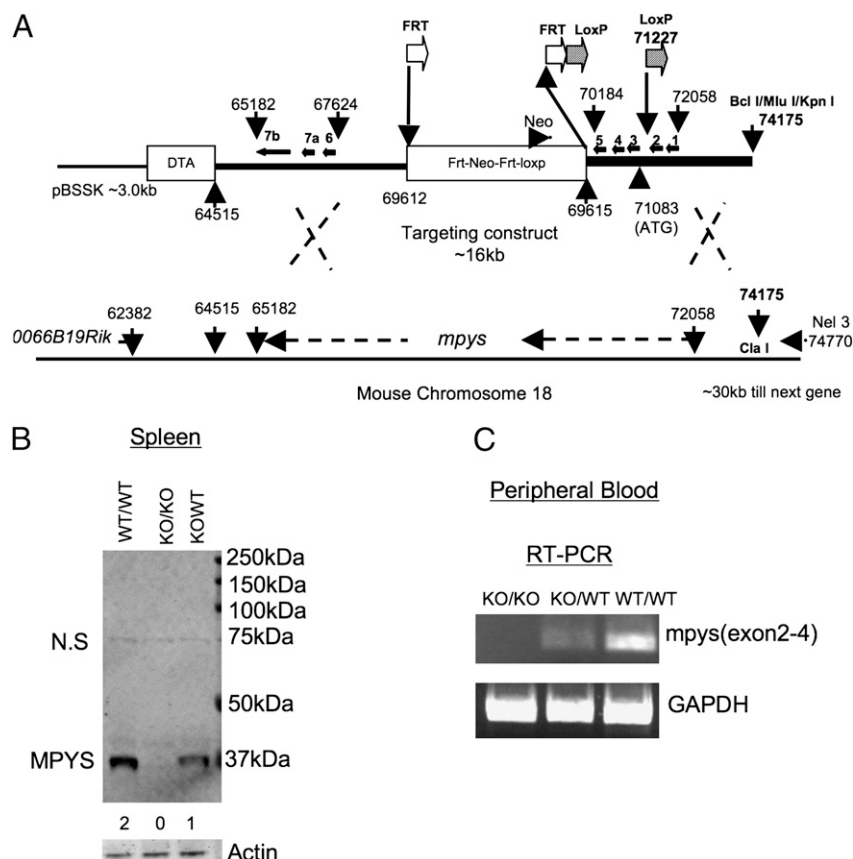 A
FRT
FRT LoxP
LoxP
71227
65182
67624
70184
72058
Bcl I/Mlu I/Kpn I
74175
Neo
7b
7a 6
5 4 3 2 1
DTA
Frt-Neo-Frt-loxp
pBSSK ~3.0kb
64515
69612
69615
71083
(ATG)
Targeting construct
~16kb
62382
64515
65182
72058
74175
0066B19Rik
mpys
Cla I
Nel 3
74770
Mouse Chromosome 18
~30kb till next gene
B
Spleen
WT/WT
KO/KO
KOWT
250kDa
150kDa
100kDa
N.S
75kDa
50kDa
MPYS
37kDa
2 0 1
Actin
C
Peripheral Blood
RT-PCR
KO/KO KO/WT WT/WT
mpys(exon2-4)
GAPDH